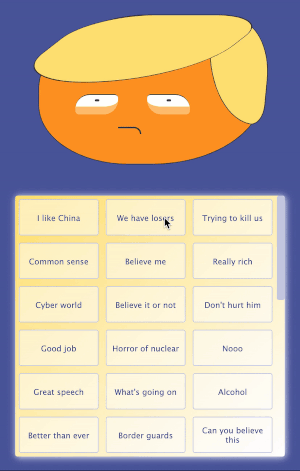 I like China
We have losers
Trying to kill us
Common sense
Believe me
Really rich
Cyber world
Believe it or not
Don't hurt him
Good job
Horror of nuclear
Nooo
Great speech
What's going on
Alcohol
Better than ever
Border guards
Can you believe
this